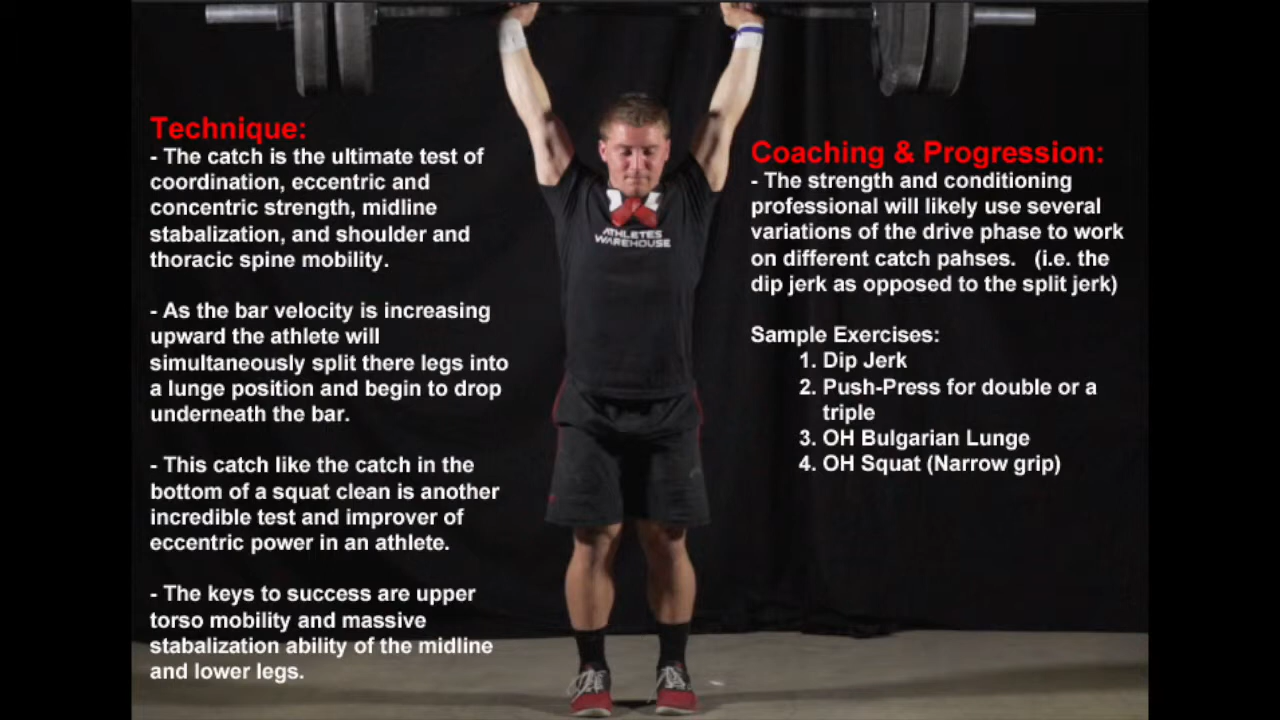 Technique:
- The catch is the ultimate test of
coordination, eccentric and
concentric strength, midline
stabalization, and shoulder and
thoracic spine mobility.
- As the bar velocity is increasing
upward the athlete will
simultaneously split there legs into
a lunge position and begin to drop
underneath the bar.
- This catch like the catch in the
bottom of a squat clean is another
incredible test and improver of
eccentric power in an athlete.
- The keys to success are upper
torso mobility and massive
stabalization ability of the midline
and lower legs.
ATHLETES
WAREHOUSE
Coaching & Progression:
- The strength and conditioning
professional will likely use several
variations of the drive phase to work
on different catch pahses. (i.e. the
dip jerk as opposed to the split jerk)
Sample Exercises:
1. Dip Jerk
2. Push-Press for double or a
triple
3. OH Bulgarian Lunge
4. OH Squat (Narrow grip)